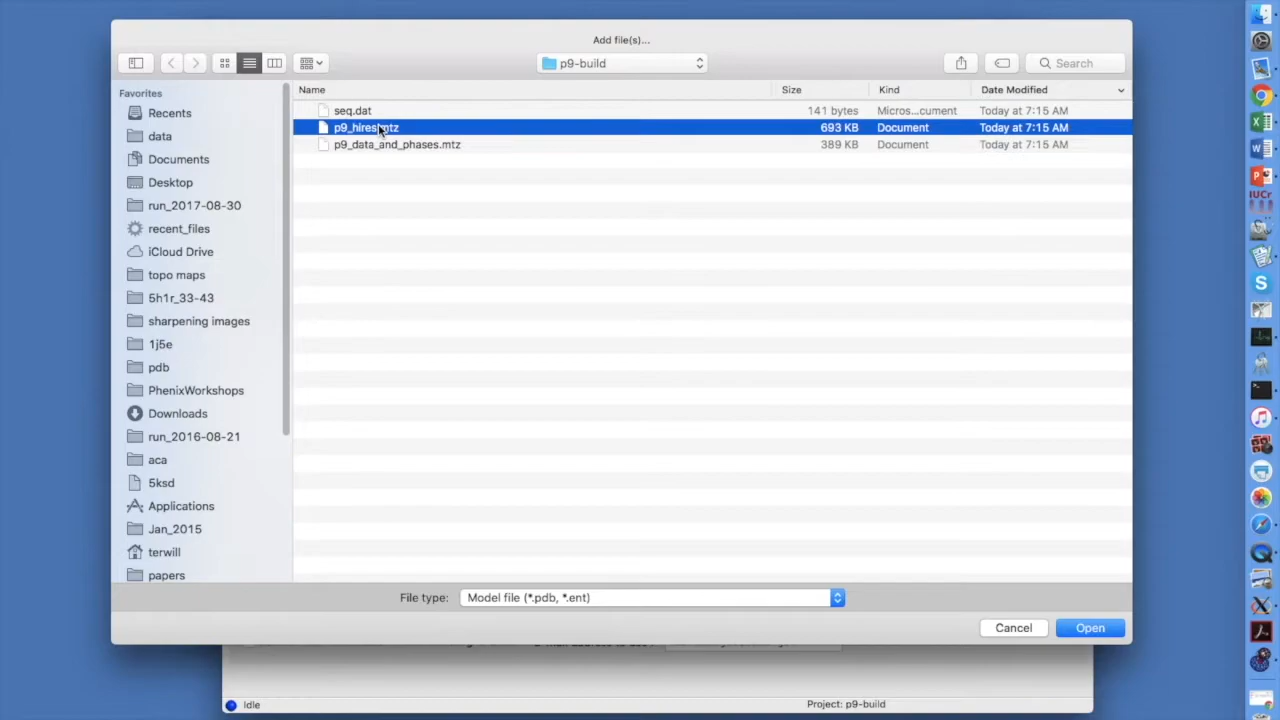 Add file(s)...
p9-build
Search
Favorites
Recents
data
Documents
Desktop
run_2017-08-30
recent_files
iCloud Drive
topo maps
5h1r_33-43
sharpening images
1j5e
pdb
PhenixWorkshops
Downloads
run_2016-08-21
aca
5ksd
Applications
Jan_2015
terwill
papers
Name Size Kind Date Modified
seq.dat 141 bytes Micros...cument Today at 7:15 AM
p9_hires.mtz 693 KB Document Today at 7:15 AM
p9_data_and_phases.mtz 389 KB Document Today at 7:15 AM
File type: Model file (*.pdb, *.ent)
Cancel Open
Idle Project: p9-build
IUCr